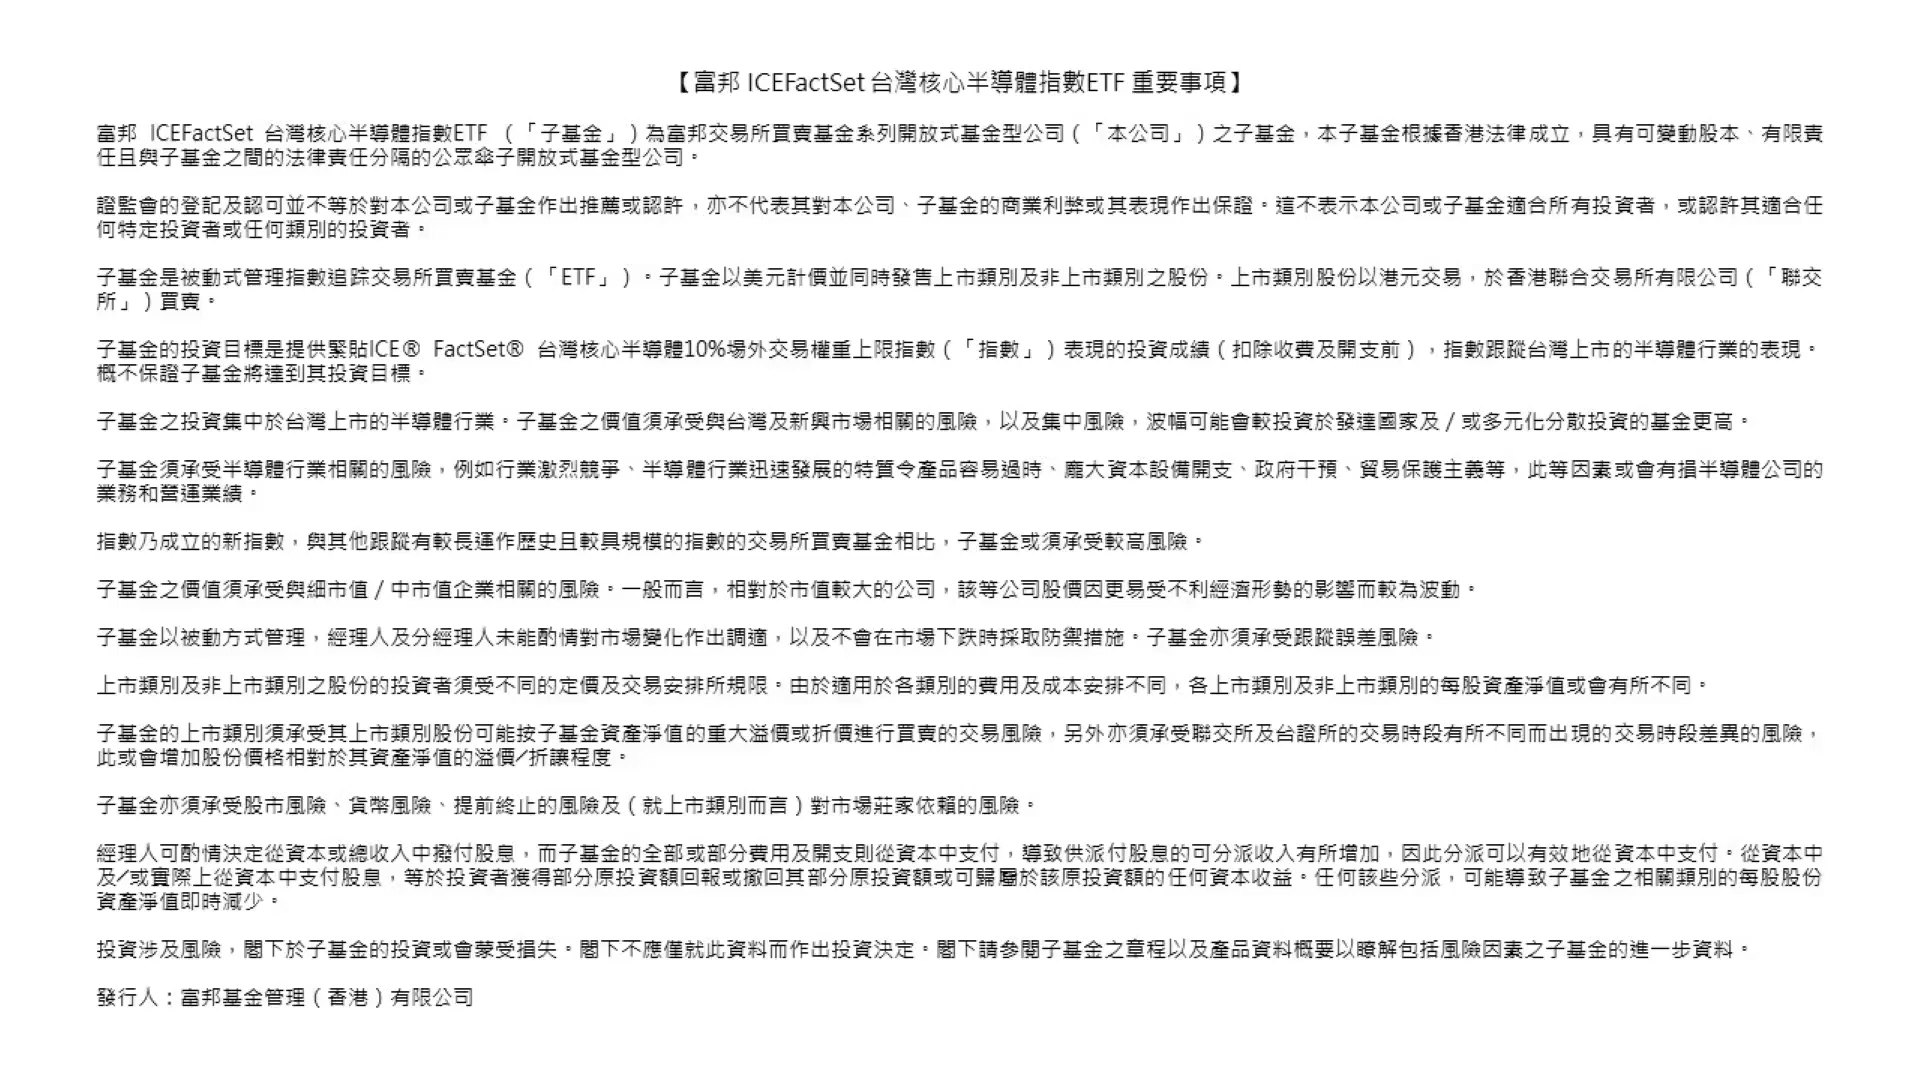 【富邦 ICEFactSet 台灣核心半導體指數ETF 重要事項】
富邦 ICEFactSet 台灣核心半導體指數ETF （「子基金」）為富邦交易所買賣基金系列開放式基金型公司（「本公司」）之子基金，本子基金根據香港法律成立，具有可變動股本、有限責
任且與子基金之間的法律責任分隔的公眾傘子開放式基金型公司。
證監會的登記及認可並不等於對本公司或子基金作出推薦或認許，亦不代表其對本公司、子基金的商業利弊或其表現作出保證。這不表示本公司或子基金適合所有投資者，或認許其適合任
何特定投資者或任何類別的投資者。
子基金是被動式管理指數追踪交易所買賣基金（「ETF」）。子基金以美元計價並同時發售上市類別及非上市類別之股份。上市類別股份以港元交易，於香港聯合交易所有限公司（「聯交
所」）買賣。
子基金的投資目標是提供緊貼ICE® FactSet® 台灣核心半導體10%場外交易權重上限指數（「指數」）表現的投資成績（扣除收費及開支前），指數跟蹤台灣上市的半導體行業的表現。
概不保證子基金將達到其投資目標。
子基金之投資集中於台灣上市的半導體行業。子基金之價值須承受與台灣及新興市場相關的風險，以及集中風險，波幅可能會較投資於發達國家及／或多元化分散投資的基金更高。
子基金須承受半導體行業相關的風險，例如行業激烈競爭、半導體行業迅速發展的特質令產品容易過時、龐大資本設備開支、政府干預、貿易保護主義等，此等因素或會有損半導體公司的
業務和營運業績。
指數乃成立的新指數，與其他跟蹤有較長運作歷史且較具規模的指數的交易所買賣基金相比，子基金或須承受較高風險。
子基金之價值須承受與細市值／中市值企業相關的風險。一般而言，相對於市值較大的公司，該等公司股價因更易受不利經濟形勢的影響而較為波動。
子基金以被動方式管理，經理人及分經理人未能酌情對市場變化作出調適，以及不會在市場下跌時採取防禦措施。子基金亦須承受跟蹤誤差風險。
上市類別及非上市類別之股份的投資者須受不同的定價及交易安排所規限。由於適用於各類別的費用及成本安排不同，各上市類別及非上市類別的每股資產淨值或會有所不同。
子基金的上市類別須承受其上市類別股份可能按子基金資產淨值的重大溢價或折價進行買賣的交易風險，另外亦須承受聯交所及台證所的交易時段有所不同而出現的交易時段差異的風險，
此或會增加股份價格相對於其資產淨值的溢價/折讓程度。
子基金亦須承受股市風險、貨幣風險、提前終止的風險及（就上市類別而言）對市場莊家依賴的風險。
經理人可酌情決定從資本或總收入中撥付股息，而子基金的全部或部分費用及開支則從資本中支付，導致供派付股息的可分派收入有所增加，因此分派可以有效地從資本中支付。從資本中
及/或實際上從資本中支付股息，等於投資者獲得部分原投資額回報或撤回其部分原投資額或可歸屬於該原投資額的任何資本收益。任何該些分派，可能導致子基金之相關類別的每股股份
資產淨值即時減少。
投資涉及風險，閣下於子基金的投資或會蒙受損失。閣下不應僅就此資料而作出投資決定。閣下請參閱子基金之章程以及產品資料概要以瞭解包括風險因素之子基金的進一步資料。
發行人：富邦基金管理（香港）有限公司